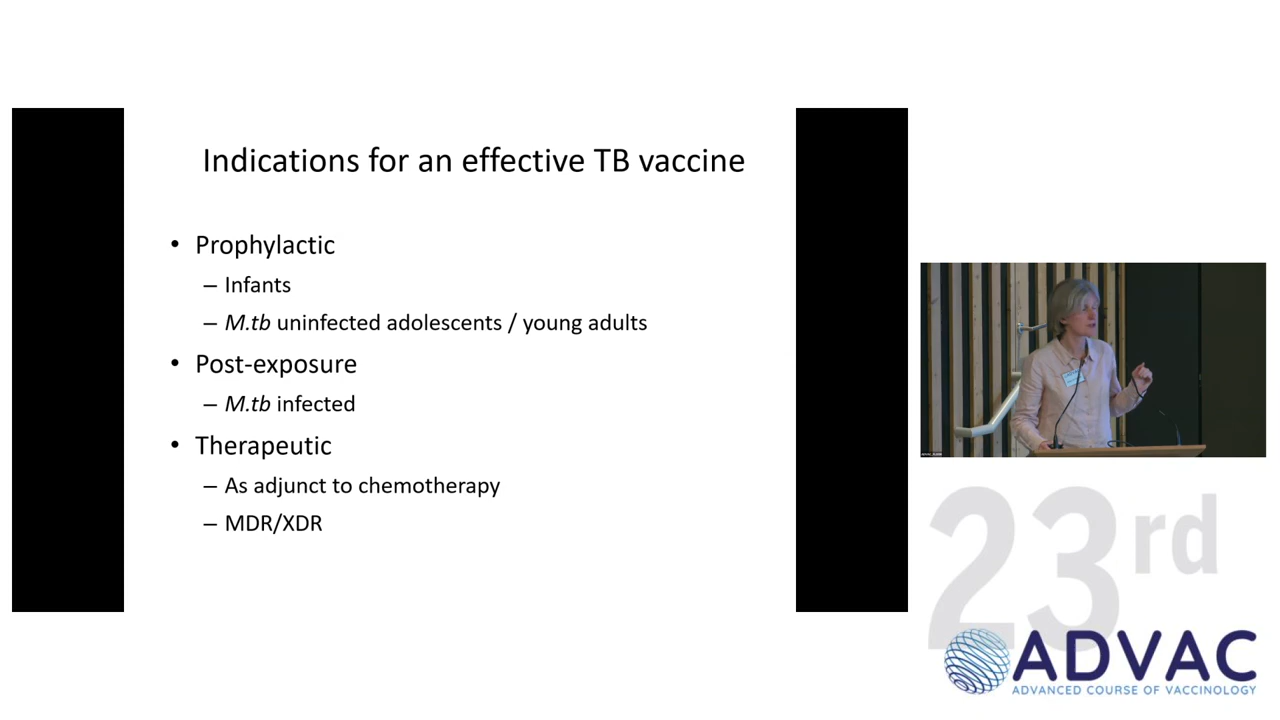 Indications for an effective TB vaccine
• Prophylactic
– Infants
– M.tb uninfected adolescents / young adults
• Post-exposure
– M.tb infected
• Therapeutic
– As adjunct to chemotherapy
– MDR/XDR
23rd
ADVAC
ADVANCED COURSE OF VACCINOLOGY